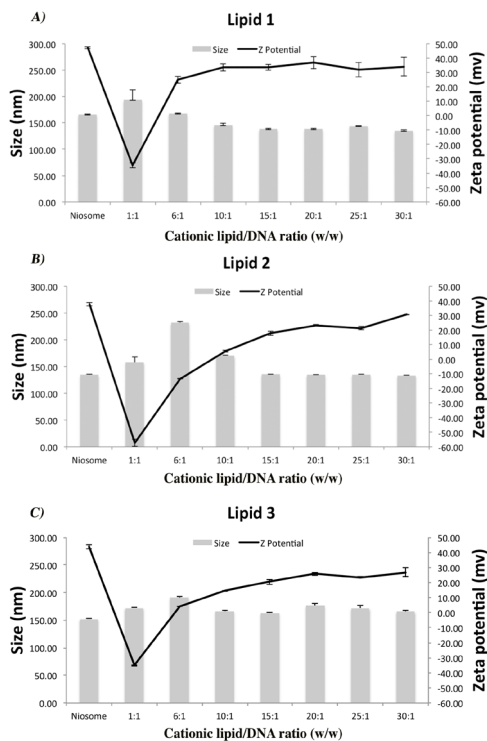 A)
Lipid 1
Size
Z Potential
Size (nm)
300.00
250.00
200.00
150.00
100.00
50.00
0.00
50.00
40.00
30.00
20.00
10.00
0.00
-10.00
-20.00
-30.00
-40.00
-50.00
-60.00
Zeta potential (mv)
Niosome 1:1 6:1 10:1 15:1 20:1 25:1 30:1
Cationic lipid/DNA ratio (w/w)
B)
Lipid 2
Size
Z Potential
Size (nm)
300.00
250.00
200.00
150.00
100.00
50.00
0.00
50.00
40.00
30.00
20.00
10.00
0.00
-10.00
-20.00
-30.00
-40.00
-50.00
-60.00
Zeta potential (mv)
Niosome 1:1 6:1 10:1 15:1 20:1 25:1 30:1
Cationic lipid/DNA ratio (w/w)
C)
Lipid 3
Size
Z Potential
Size (nm)
300.00
250.00
200.00
150.00
100.00
50.00
0.00
50.00
40.00
30.00
20.00
10.00
0.00
-10.00
-20.00
-30.00
-40.00
-50.00
-60.00
Zeta potential (mv)
Niosome 1:1 6:1 10:1 15:1 20:1 25:1 30:1
Cationic lipid/DNA ratio (w/w)